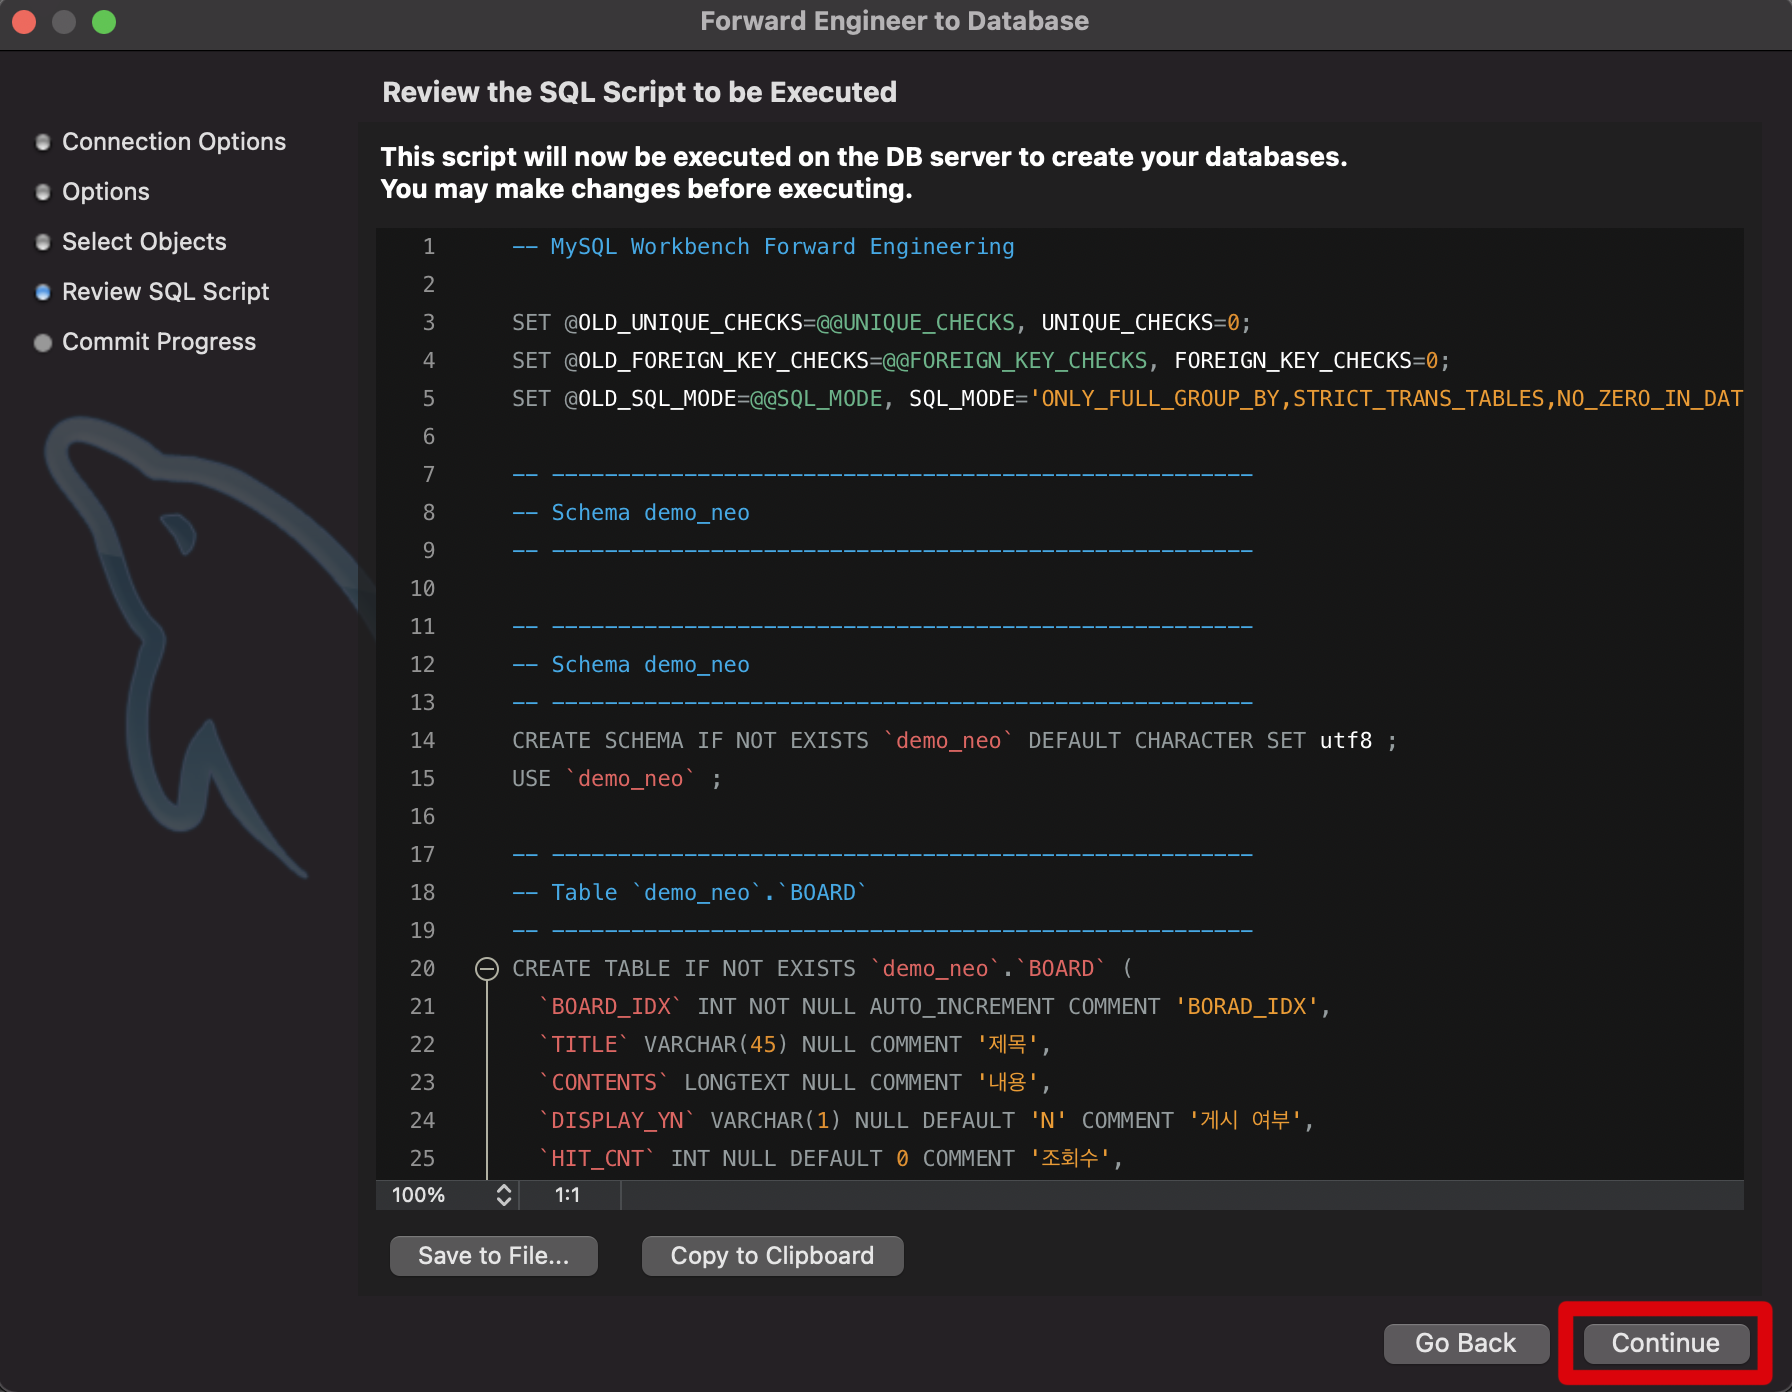 Forward Engineer to Database
Review the SQL Script to be Executed
Connection Options
Options
Select Objects
Review SQL Script
Commit Progress
This script will now be executed on the DB server to create your databases.
You may make changes before executing.
1 -- MySQL Workbench Forward Engineering
2
3 SET @OLD_UNIQUE_CHECKS=@@UNIQUE_CHECKS, UNIQUE_CHECKS=0;
4 SET @OLD_FOREIGN_KEY_CHECKS=@@FOREIGN_KEY_CHECKS, FOREIGN_KEY_CHECKS=0;
5 SET @OLD_SQL_MODE=@@SQL_MODE, SQL_MODE='ONLY_FULL_GROUP_BY,STRICT_TRANS_TABLES,NO_ZERO_IN_DAT
6
7 -- -----------------------------------------------------
8 -- Schema demo_neo
9 -- -----------------------------------------------------
10
11 -- -----------------------------------------------------
12 -- Schema demo_neo
13 -- -----------------------------------------------------
14 CREATE SCHEMA IF NOT EXISTS `demo_neo` DEFAULT CHARACTER SET utf8 ;
15 USE `demo_neo` ;
16
17 -- -----------------------------------------------------
18 -- Table `demo_neo`.`BOARD`
19 -- -----------------------------------------------------
20 CREATE TABLE IF NOT EXISTS `demo_neo`.`BOARD` (
21 `BOARD_IDX` INT NOT NULL AUTO_INCREMENT COMMENT 'BORAD_IDX',
22 `TITLE` VARCHAR(45) NULL COMMENT '제목',
23 `CONTENTS` LONGTEXT NULL COMMENT '내용',
24 `DISPLAY_YN` VARCHAR(1) NULL DEFAULT 'N' COMMENT '게시 여부',
25 `HIT_CNT` INT NULL DEFAULT 0 COMMENT '조회수',
100% 1:1
Save to File... Copy to Clipboard
Go Back Continue